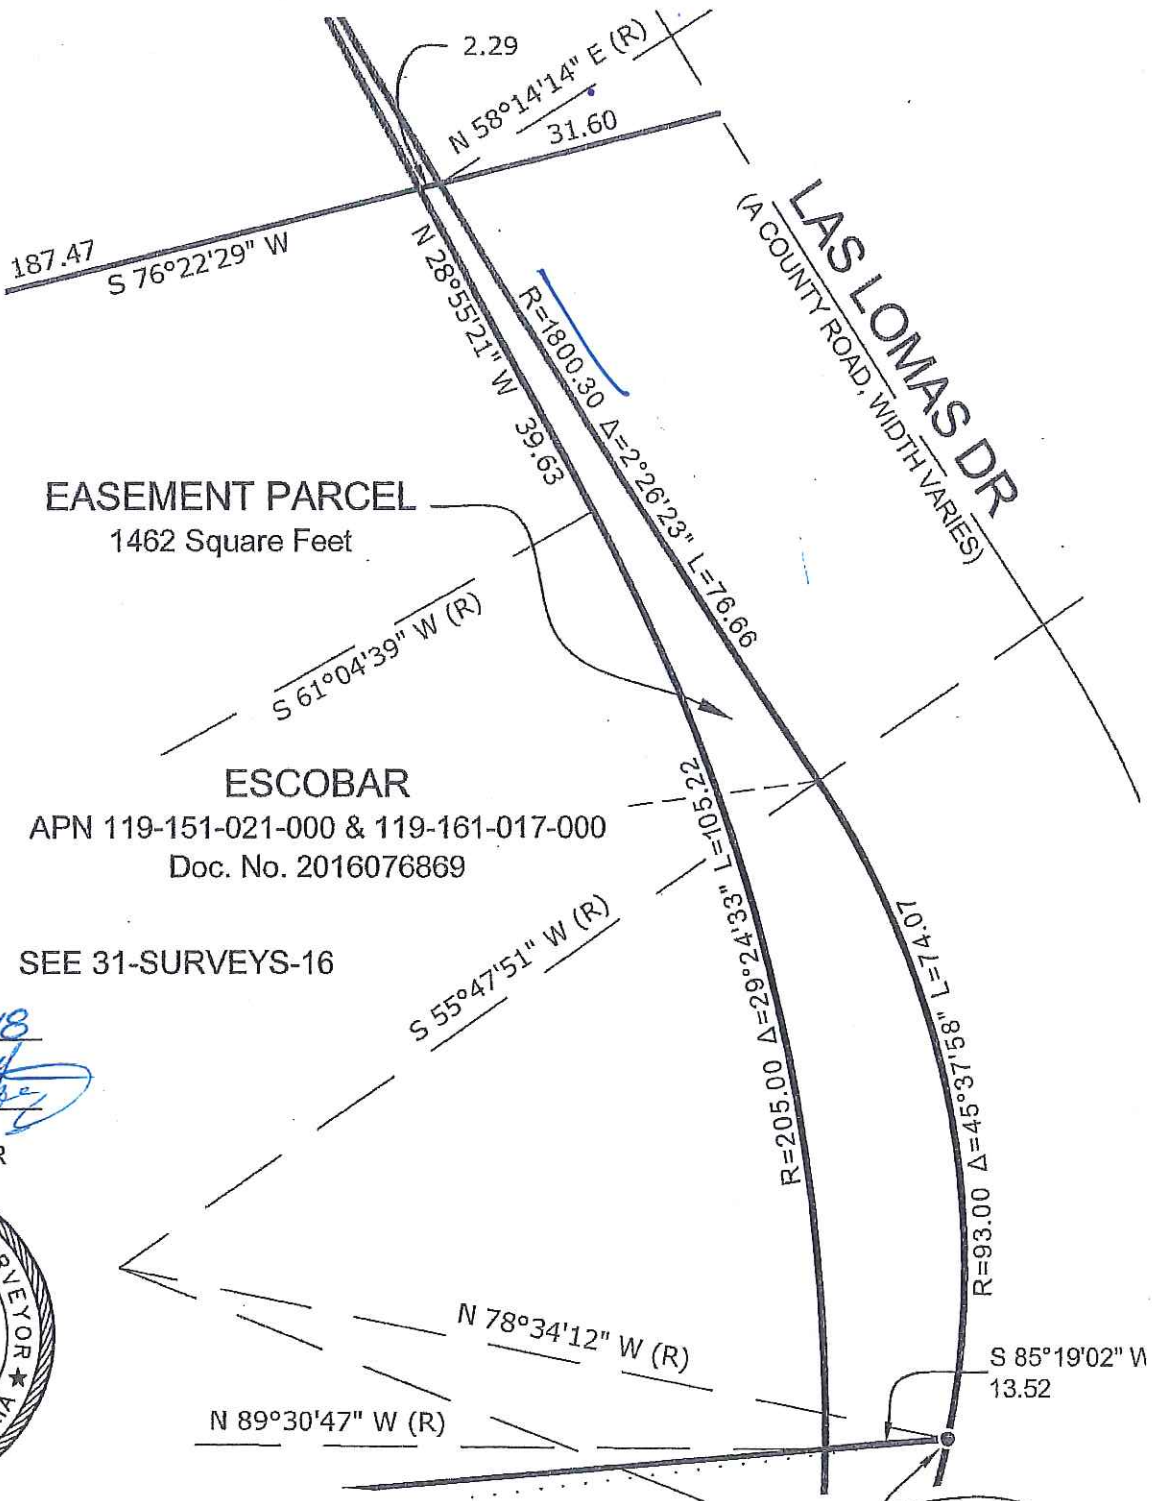 2.29
N 58°14'14" E (R)
31.60
187.47
S 76°22'29" W
LAS LOMAS DR
(A COUNTY ROAD, WIDTH VARIES)
N 28°55'21" W 39.63
R=1800.30 Δ=2°26'23" L=76.66
EASEMENT PARCEL
1462 Square Feet
S 61°04'39" W (R)
ESCOBAR
APN 119-151-021-000 & 119-161-017-000
Doc. No. 2016076869
R=205.00 Δ=29°24'33" L=105.22
SEE 31-SURVEYS-16
S 55°47'51" W (R)
R=93.00 Δ=45°37'58" L=74.07
N 78°34'12" W (R)
S 85°19'02" W
13.52
N 89°30'47" W (R)